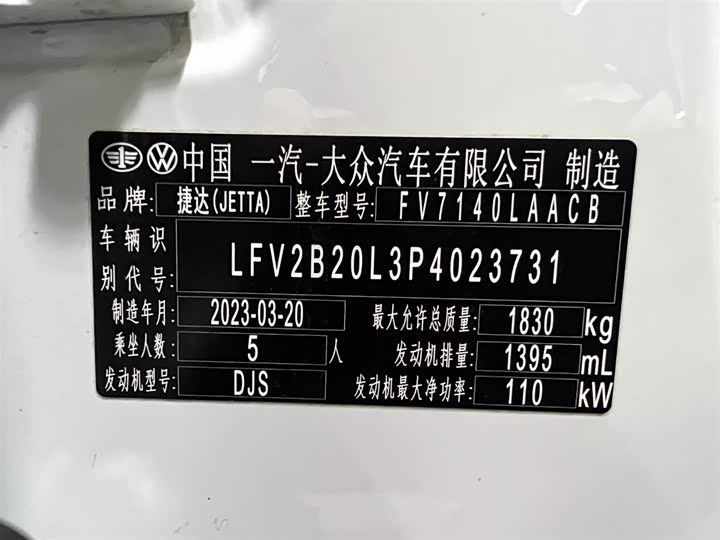 中国 一汽-大众汽车有限公司 制造
品牌: 捷达(JETTA) 整车型号: FV7140LAACB
车辆识别代号: LFV2B20L3P4023731
制造年月: 2023-03-20 最大允许总质量: 1830 kg
乘坐人数: 5 人 发动机排量: 1395 mL
发动机型号: DJS 发动机最大净功率: 110 kW